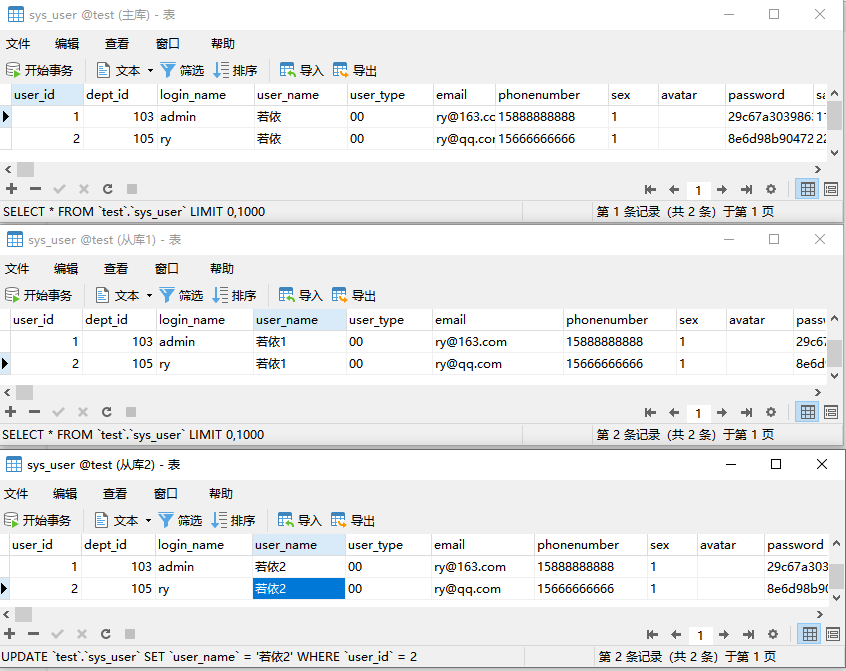 sys_user @test (主库) - 表
文件 编辑 查看 窗口 帮助
开始事务 文本 筛选 排序 导入 导出
user_id dept_id login_name user_name user_type email phonenumber sex avatar password sa
1 103 admin 若依 00 ry@163.cc 15888888888 1 29c67a303986 11
2 105 ry 若依 00 ry@qq.cor 15666666666 1 8e6d98b90472 22
1
SELECT * FROM `test`.`sys_user` LIMIT 0,1000 第 1 条记录 (共 2 条) 于第 1 页
sys_user @test (从库1) - 表
文件 编辑 查看 窗口 帮助
开始事务 文本 筛选 排序 导入 导出
user_id dept_id login_name user_name user_type email phonenumber sex avatar passv
1 103 admin 若依1 00 ry@163.com 15888888888 1 29c67
2 105 ry 若依1 00 ry@qq.com 15666666666 1 8e6d
1
SELECT * FROM `test`.`sys_user` LIMIT 0,1000 第 2 条记录 (共 2 条) 于第 1 页
sys_user @test (从库2) - 表
文件 编辑 查看 窗口 帮助
开始事务 文本 筛选 排序 导入 导出
user_id dept_id login_name user_name user_type email phonenumber sex avatar password
1 103 admin 若依2 00 ry@163.com 15888888888 1 29c67a303
2 105 ry 若依2 00 ry@qq.com 15666666666 1 8e6d98b90
1
UPDATE `test`.`sys_user` SET `user_name` = '若依2' WHERE `user_id` = 2 第 2 条记录 (共 2 条) 于第 1 页